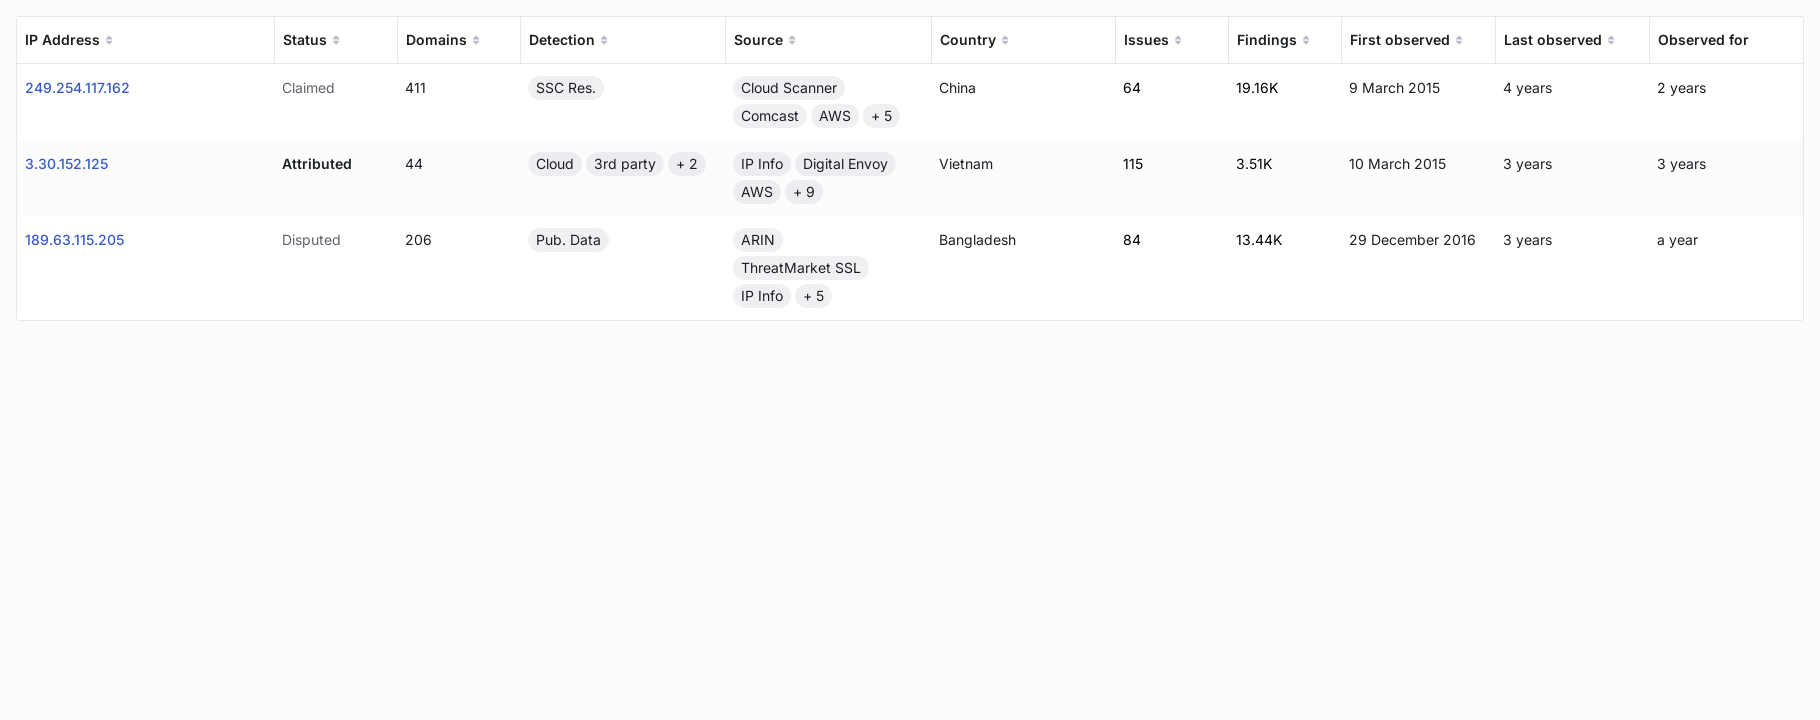 IP Address Status Domains Detection Source Country Issues Findings First observed Last observed Observed for
249.254.117.162 Claimed 411 SSC Res. Cloud Scanner China 64 19.16K 9 March 2015 4 years 2 years
Comcast AWS + 5
3.30.152.125 Attributed 44 Cloud 3rd party + 2 IP Info Digital Envoy Vietnam 115 3.51K 10 March 2015 3 years 3 years
AWS + 9
189.63.115.205 Disputed 206 Pub. Data ARIN Bangladesh 84 13.44K 29 December 2016 3 years a year
ThreatMarket SSL
IP Info + 5